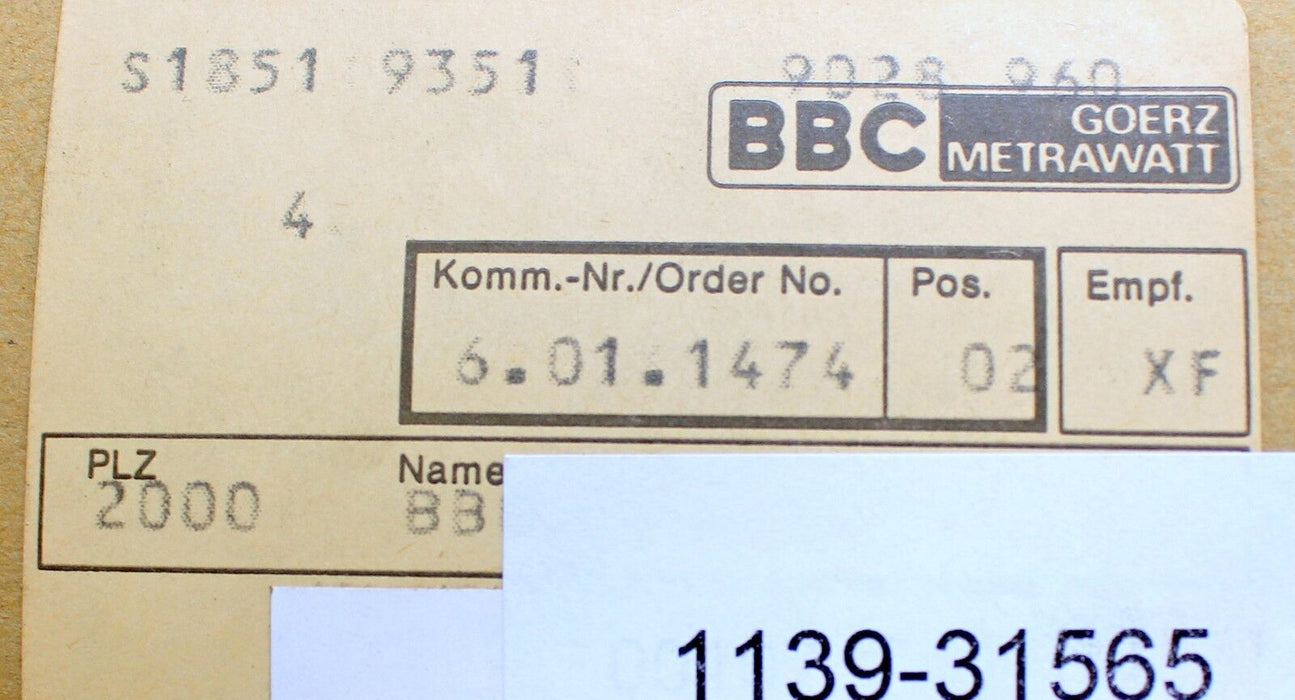 S1851 9351 9028 960
BBC GOERZ
METRAWATT
4
Komm.-Nr./Order No. Pos. Empf.
6.01.1474 02 XF
PLZ Name
2000 BB
1139-31565